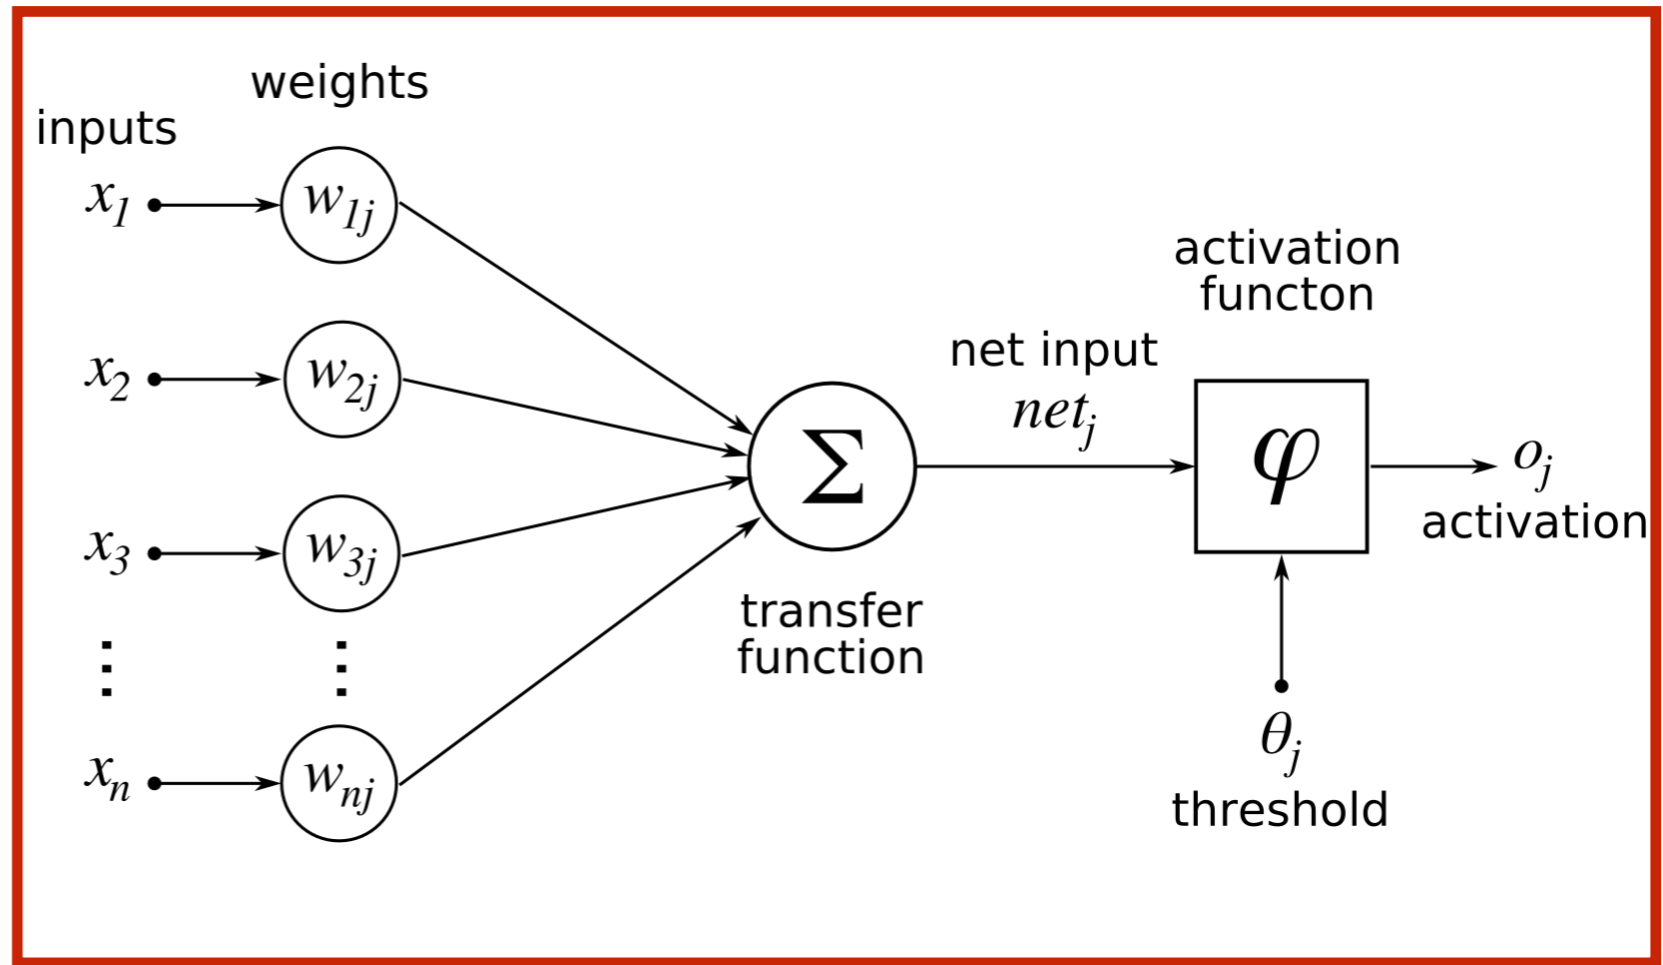 weights
inputs
x1
w1j
x2
w2j
x3
w3j
⋮ ⋮
xn
wnj
Σ
transfer
function
net input
netj
activation
functon
φ
oj
activation
θj
threshold